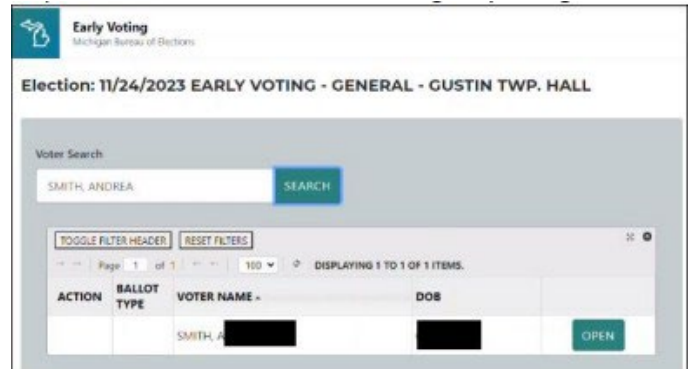 Early Voting
Michigan Bureau of Elections
Election: 11/24/2023 EARLY VOTING - GENERAL - GUSTIN TWP. HALL
Voter Search
SMITH, ANDREA SEARCH
TOGGLE FILTER HEADER RESET FILTERS
Page 1 of 1 100 DISPLAYING 1 TO 1 OF 1 ITEMS.
ACTION BALLOT TYPE VOTER NAME DOB
SMITH, A OPEN